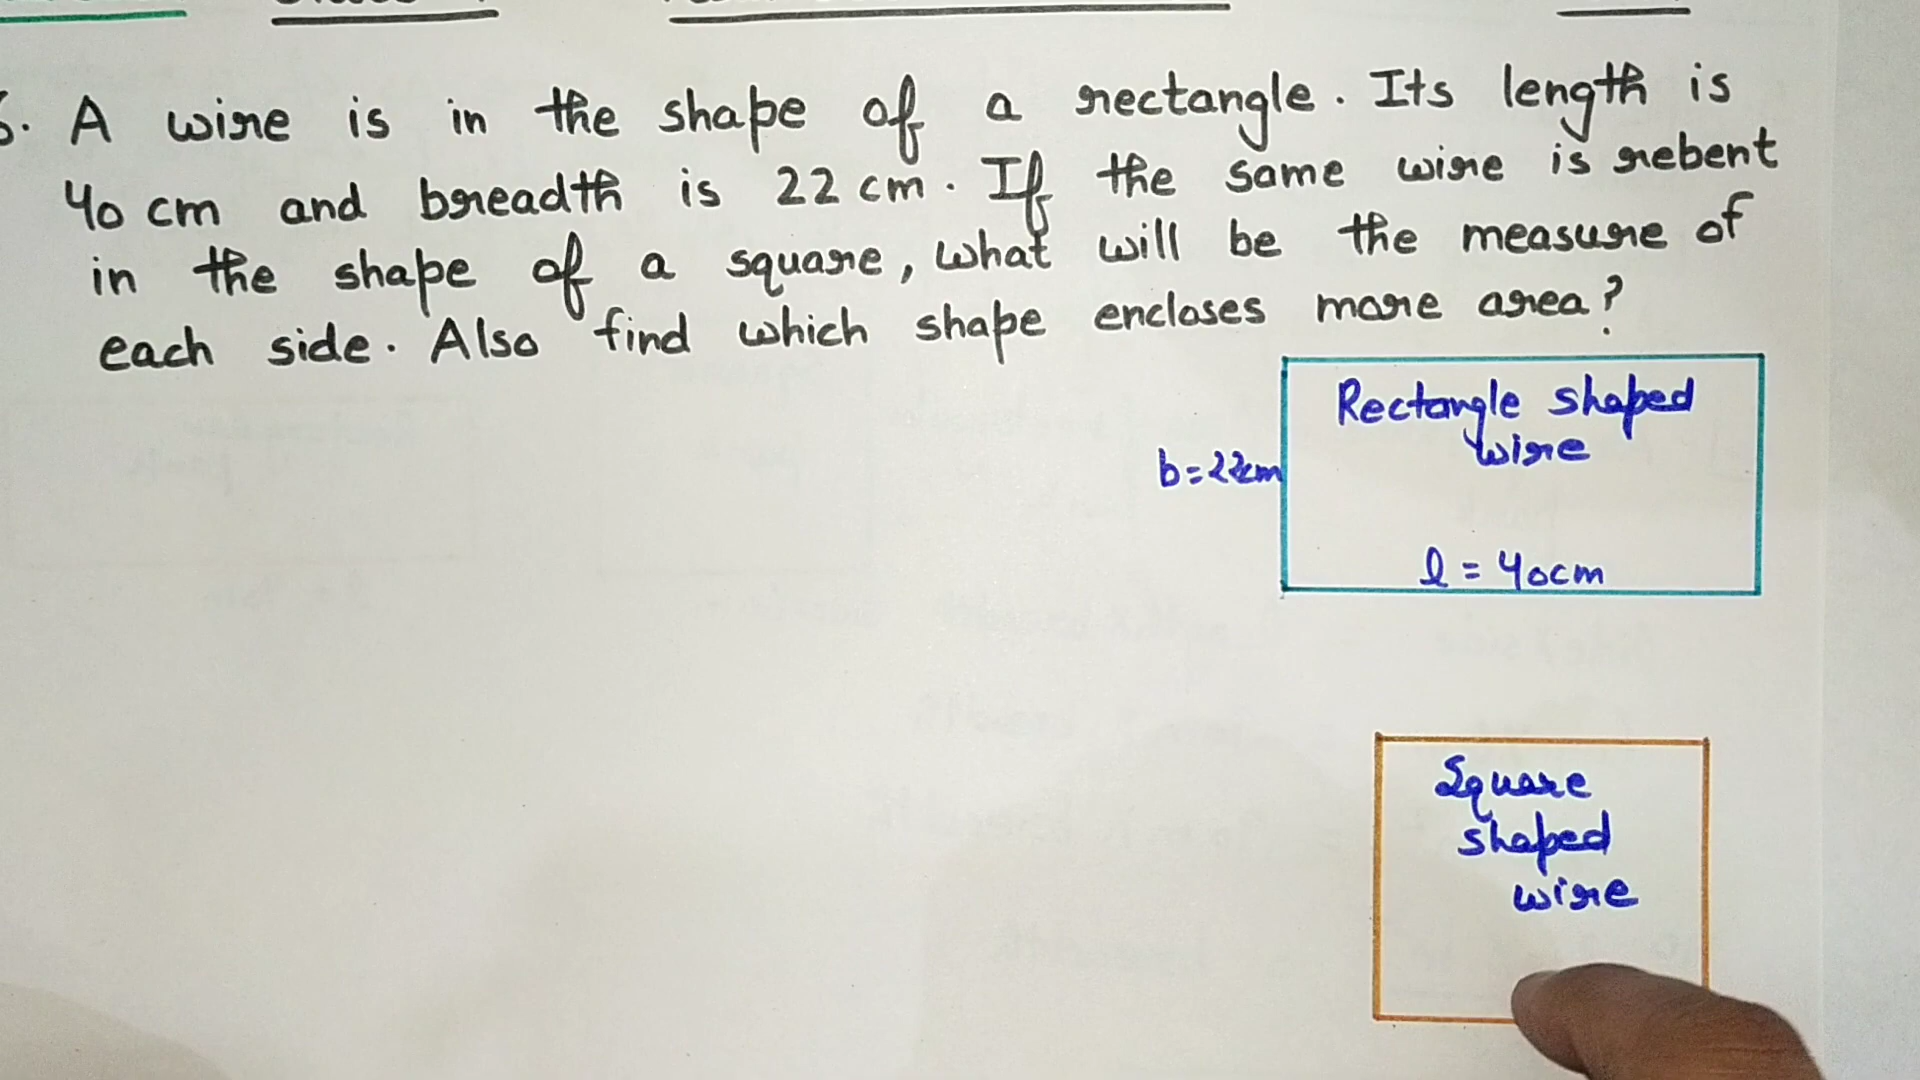 A wire is in the shape of a rectangle. Its length is
40 cm and breadth is 22 cm. If the same wire is rebent
in the shape of a square, what will be the measure of
each side. Also find which shape encloses more area?
Rectangle shaped
wire
b=22cm
l = 40cm
Square
shaped
wire